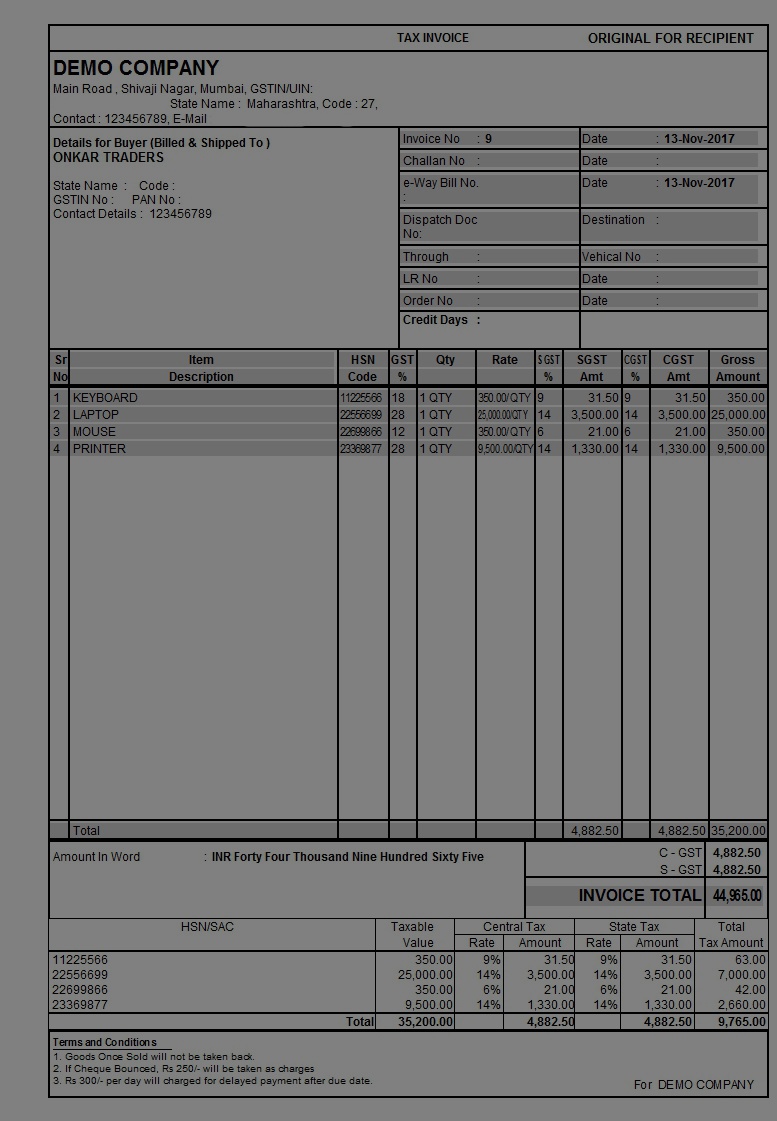 TAX INVOICE ORIGINAL FOR RECIPIENT
DEMO COMPANY
Main Road , Shivaji Nagar, Mumbai, GSTIN/UIN:
State Name : Maharashtra, Code : 27,
Contact : 123456789, E-Mail
Details for Buyer (Billed & Shipped To )
ONKAR TRADERS
State Name : Code :
GSTIN No : PAN No :
Contact Details : 123456789
Invoice No : 9 Date : 13-Nov-2017
Challan No : Date :
e-Way Bill No. Date : 13-Nov-2017
:
Dispatch Doc Destination :
No:
Through : Vehical No :
LR No : Date :
Order No : Date :
Credit Days :
Sr Item HSN GST Qty Rate SGST SGST CGST CGST Gross
No Description Code % % Amt % Amt Amount
1 KEYBOARD 11225566 18 1 QTY 350.00/QTY 9 31.50 9 31.50 350.00
2 LAPTOP 22556699 28 1 QTY 25,000.00/QTY 14 3,500.00 14 3,500.00 25,000.00
3 MOUSE 22699866 12 1 QTY 350.00/QTY 6 21.00 6 21.00 350.00
4 PRINTER 23369877 28 1 QTY 9,500.00/QTY 14 1,330.00 14 1,330.00 9,500.00
Total 4,882.50 4,882.50 35,200.00
Amount In Word : INR Forty Four Thousand Nine Hundred Sixty Five
C - GST 4,882.50
S - GST 4,882.50
INVOICE TOTAL 44,965.00
HSN/SAC Taxable Central Tax State Tax Total
Value Rate Amount Rate Amount Tax Amount
11225566 350.00 9% 31.50 9% 31.50 63.00
22556699 25,000.00 14% 3,500.00 14% 3,500.00 7,000.00
22699866 350.00 6% 21.00 6% 21.00 42.00
23369877 9,500.00 14% 1,330.00 14% 1,330.00 2,660.00
Total 35,200.00 4,882.50 4,882.50 9,765.00
Terms and Conditions
1. Goods Once Sold will not be taken back.
2. If Cheque Bounced, Rs 250/- will be taken as charges
3. Rs 300/- per day will charged for delayed payment after due date.
For DEMO COMPANY